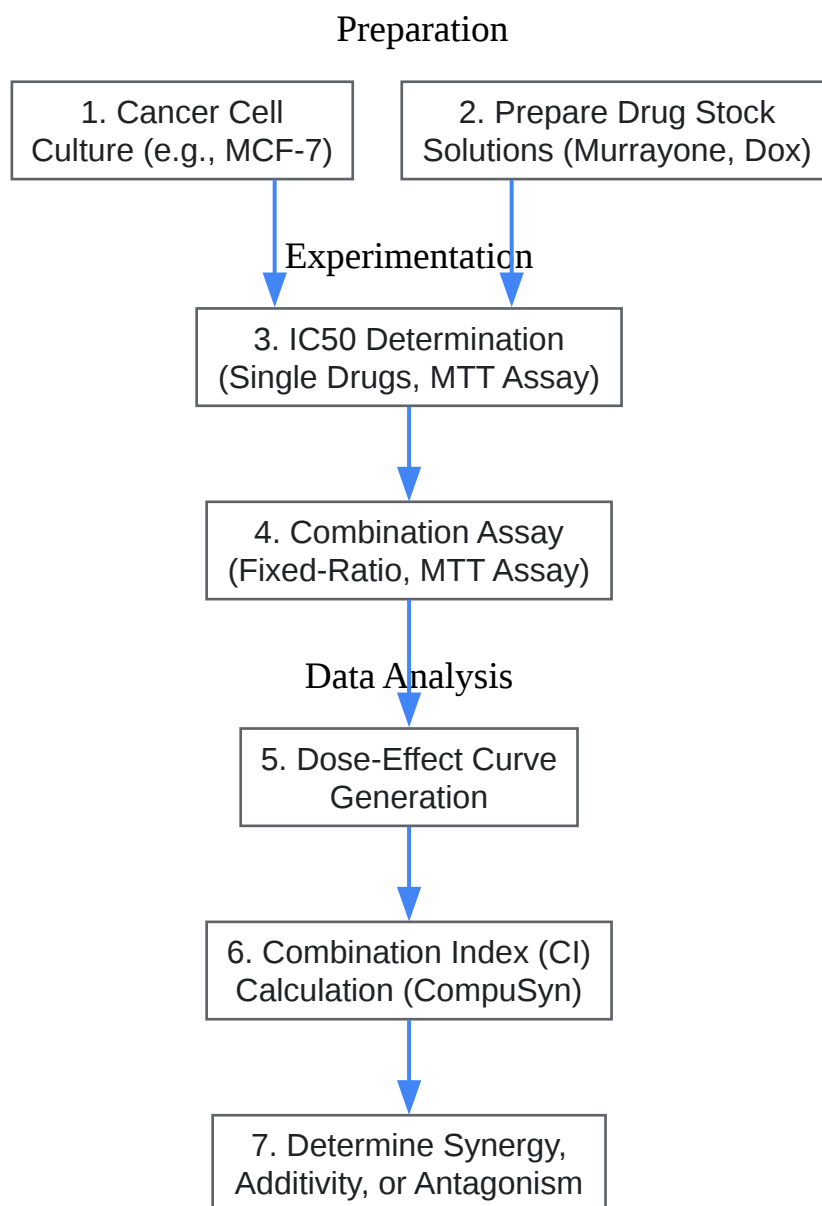 Preparation
1. Cancer Cell
Culture (e.g., MCF-7)
2. Prepare Drug Stock
Solutions (Murrayone, Dox)
Experimentation
3. IC50 Determination
(Single Drugs, MTT Assay)
4. Combination Assay
(Fixed-Ratio, MTT Assay)
Data Analysis
5. Dose-Effect Curve
Generation
6. Combination Index (CI)
Calculation (CompuSyn)
7. Determine Synergy,
Additivity, or Antagonism